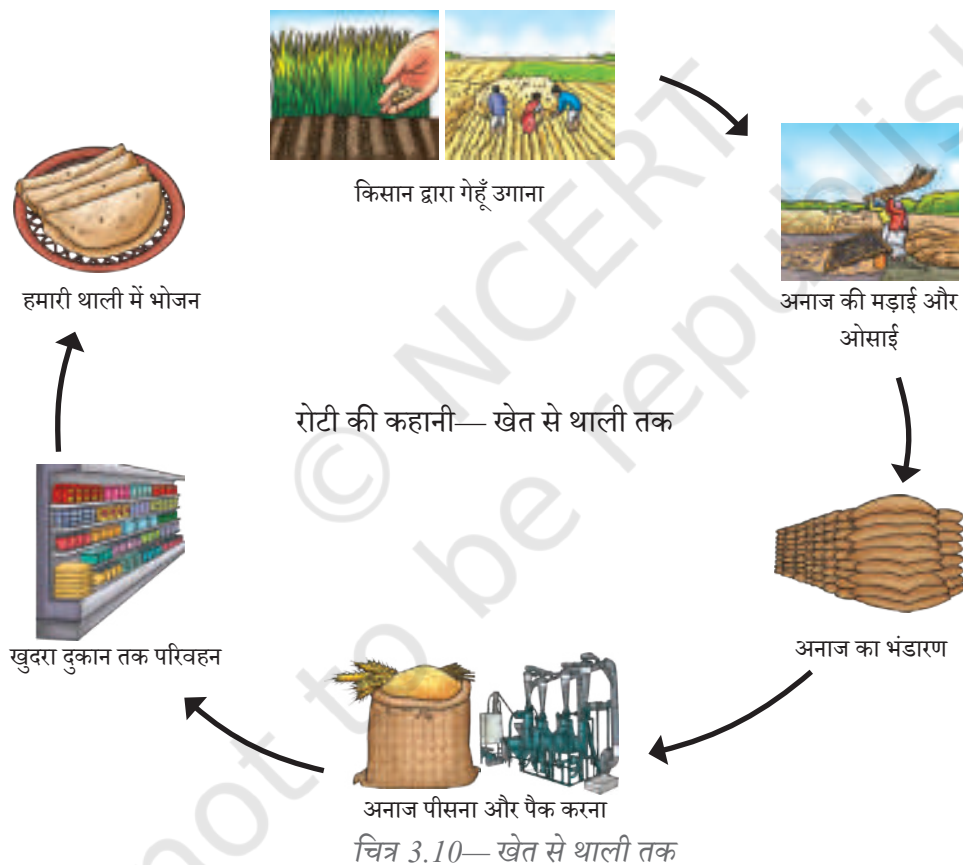 किसान द्वारा गेहूँ उगाना
अनाज की मड़ाई और
ओसाई
हमारी थाली में भोजन
रोटी की कहानी— खेत से थाली तक
अनाज का भंडारण
खुदरा दुकान तक परिवहन
अनाज पीसना और पैक करना
चित्र 3.10— खेत से थाली तक
© NCERT
not to be republish